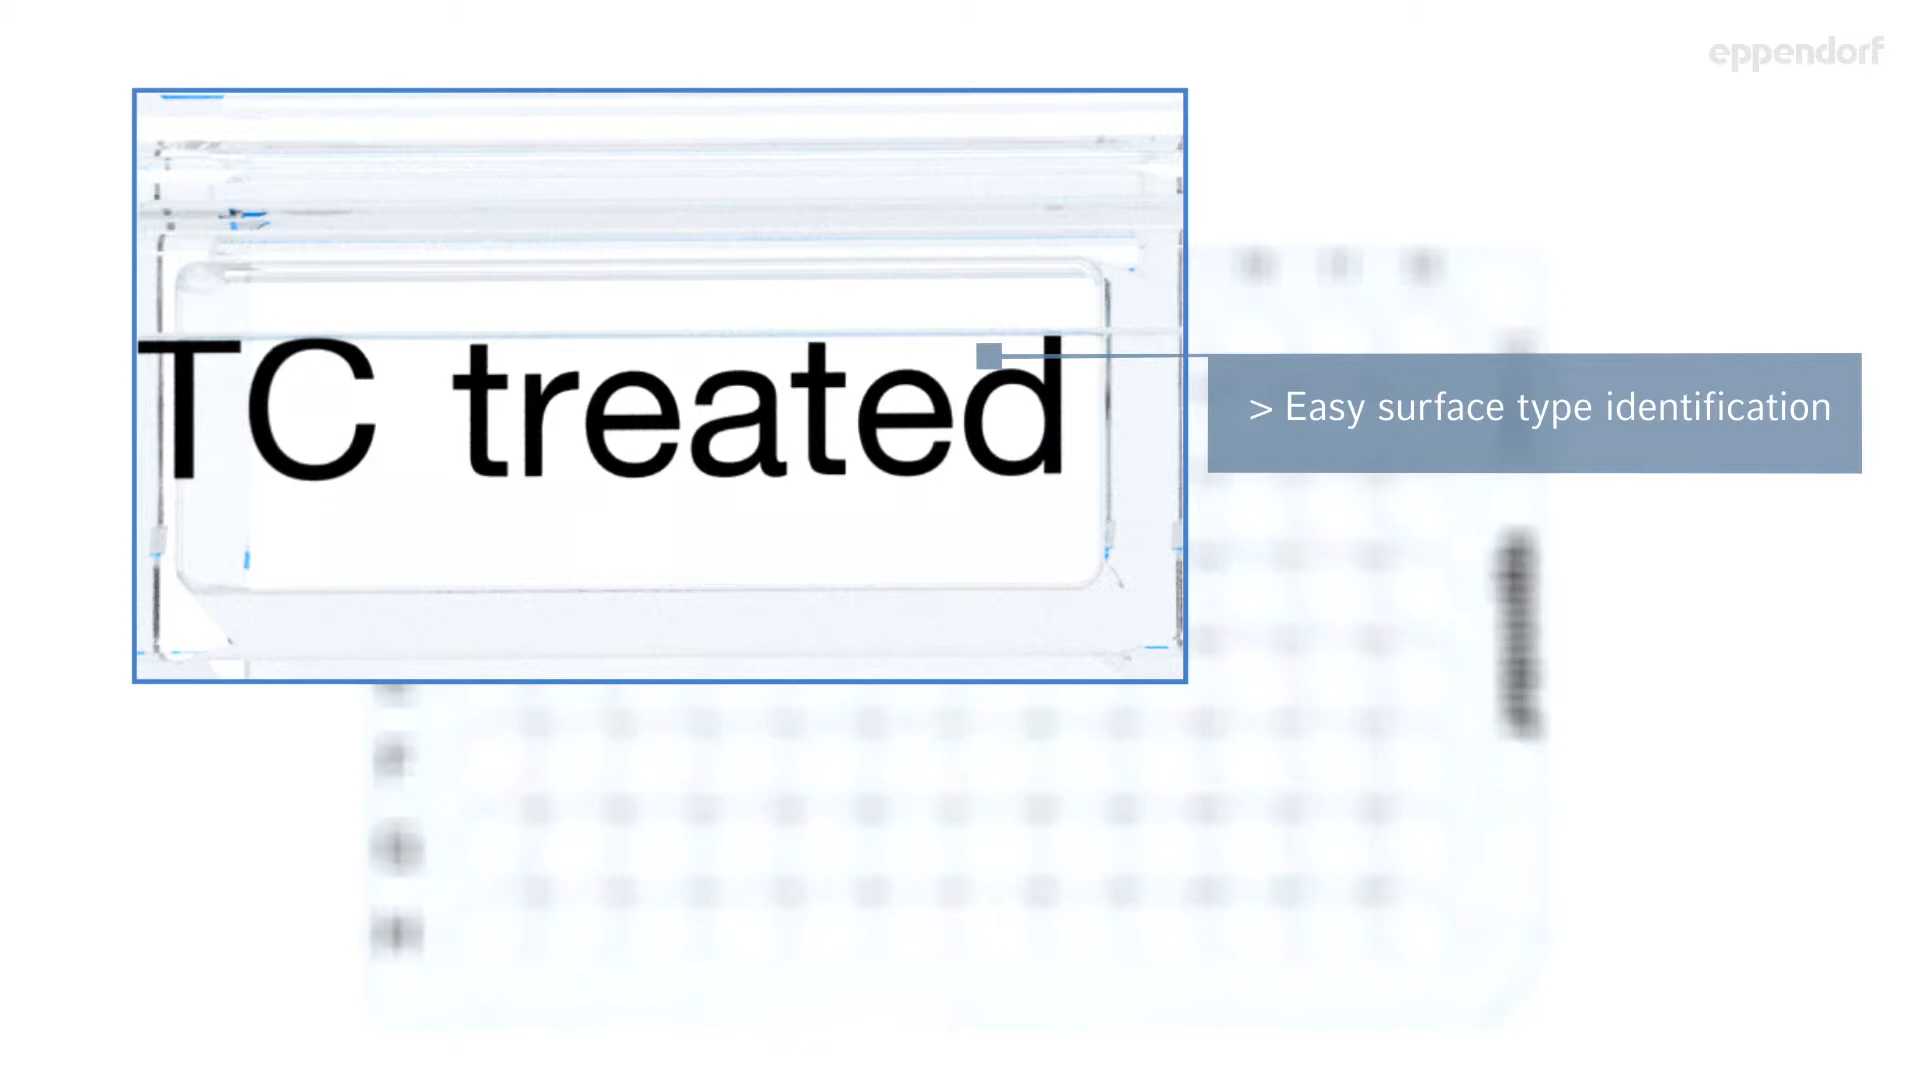 eppendorf
TC treated
> Easy surface type identification